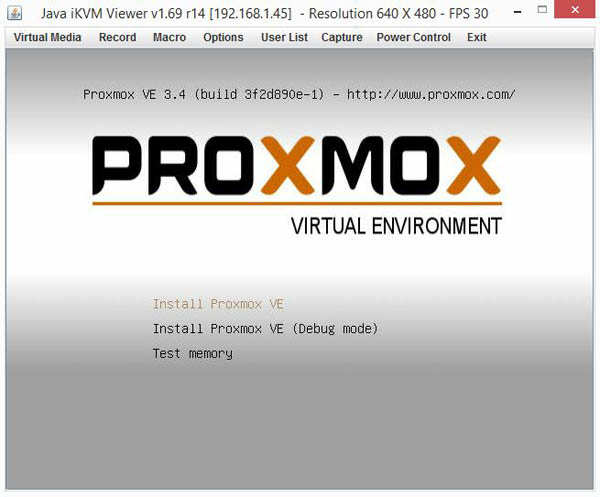 Java iKVM Viewer v1.69 r14 [192.168.1.45] - Resolution 640 X 480 - FPS 30
Virtual Media Record Macro Options User List Capture Power Control Exit
Proxmox VE 3.4 (build 3f2d890e-1) - http://www.proxmox.com/
PROXMOX
VIRTUAL ENVIRONMENT
Install Proxmox VE
Install Proxmox VE (Debug mode)
Test memory